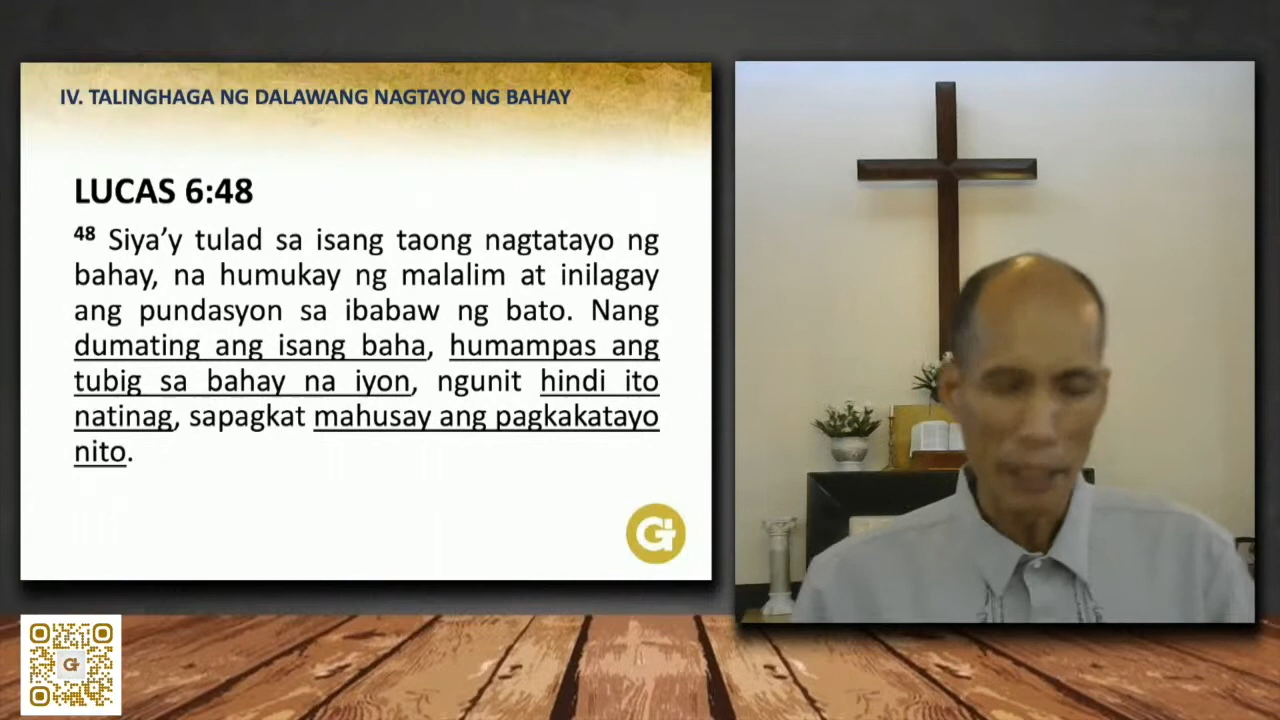 IV. TALINGHAGA NG DALAWANG NAGTAYO NG BAHAY
LUCAS 6:48
48 Siya’y tulad sa isang taong nagtatayo ng
bahay, na humukay ng malalim at inilagay
ang pundasyon sa ibabaw ng bato. Nang
dumating ang isang baha, humampas ang
tubig sa bahay na iyon, ngunit hindi ito
natinag, sapagkat mahusay ang pagkakatayo
nito.